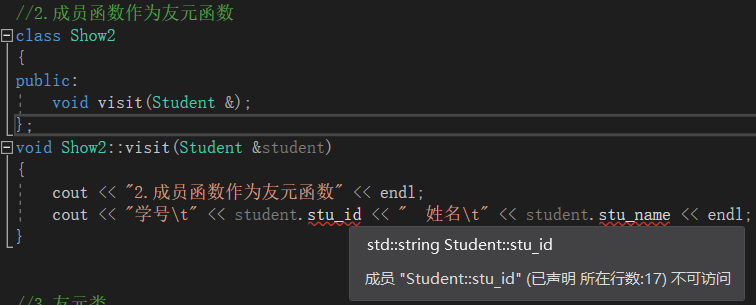 //2.成员函数作为友元函数
class Show2
{
public:
void visit(Student &);
};
void Show2::visit(Student &student)
{
cout << "2.成员函数作为友元函数" << endl;
cout << "学号\t" << student.stu_id << "  姓名\t" << student.stu_name << endl;
}
std::string Student::stu_id
成员 "Student::stu_id" (已声明 所在行数:17) 不可访问
//3.友元类